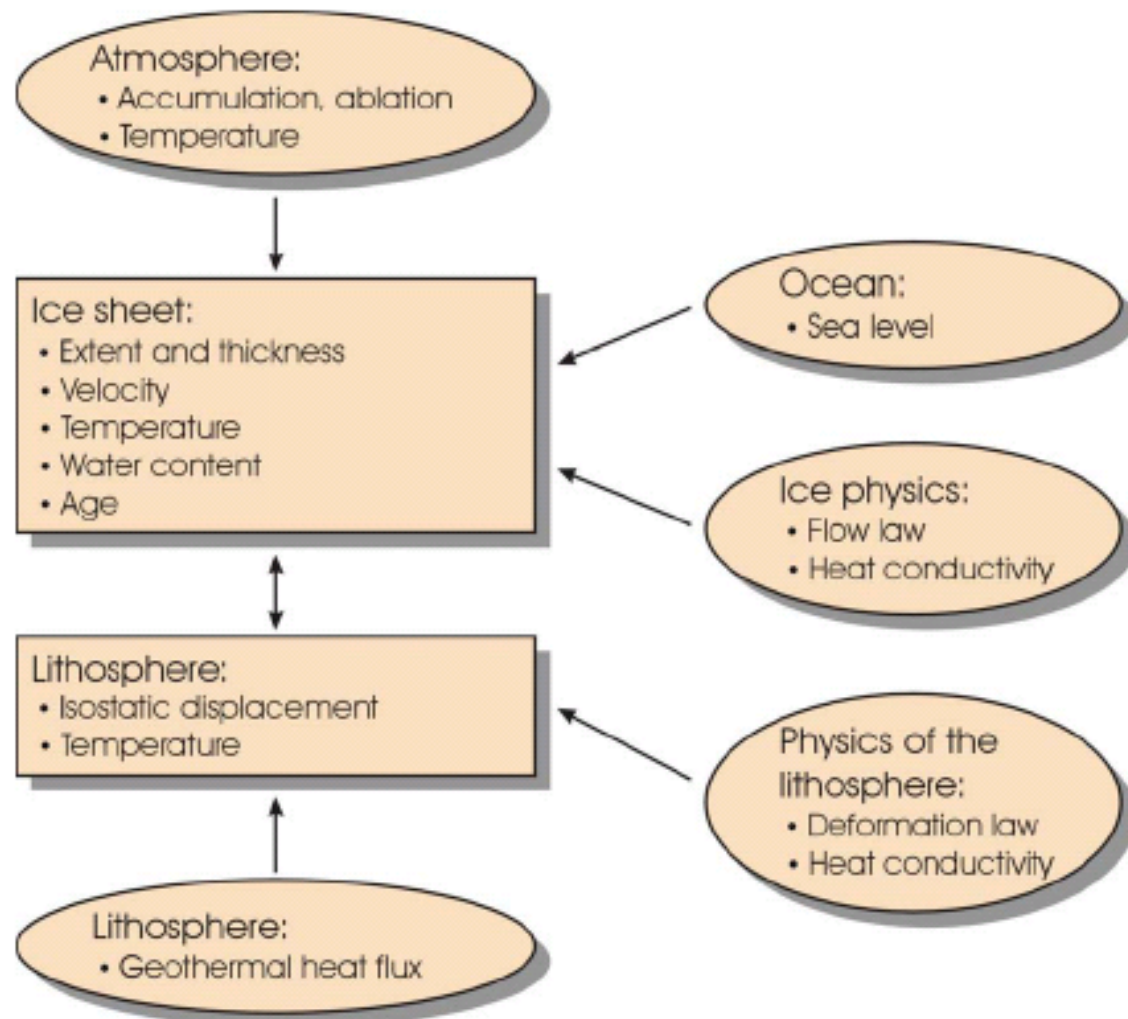 Atmosphere:
• Accumulation, ablation
• Temperature
Ice sheet:
• Extent and thickness
• Velocity
• Temperature
• Water content
• Age
Ocean:
• Sea level
Ice physics:
• Flow law
• Heat conductivity
Lithosphere:
• Isostatic displacement
• Temperature
Physics of the
lithosphere:
• Deformation law
• Heat conductivity
Lithosphere:
• Geothermal heat flux